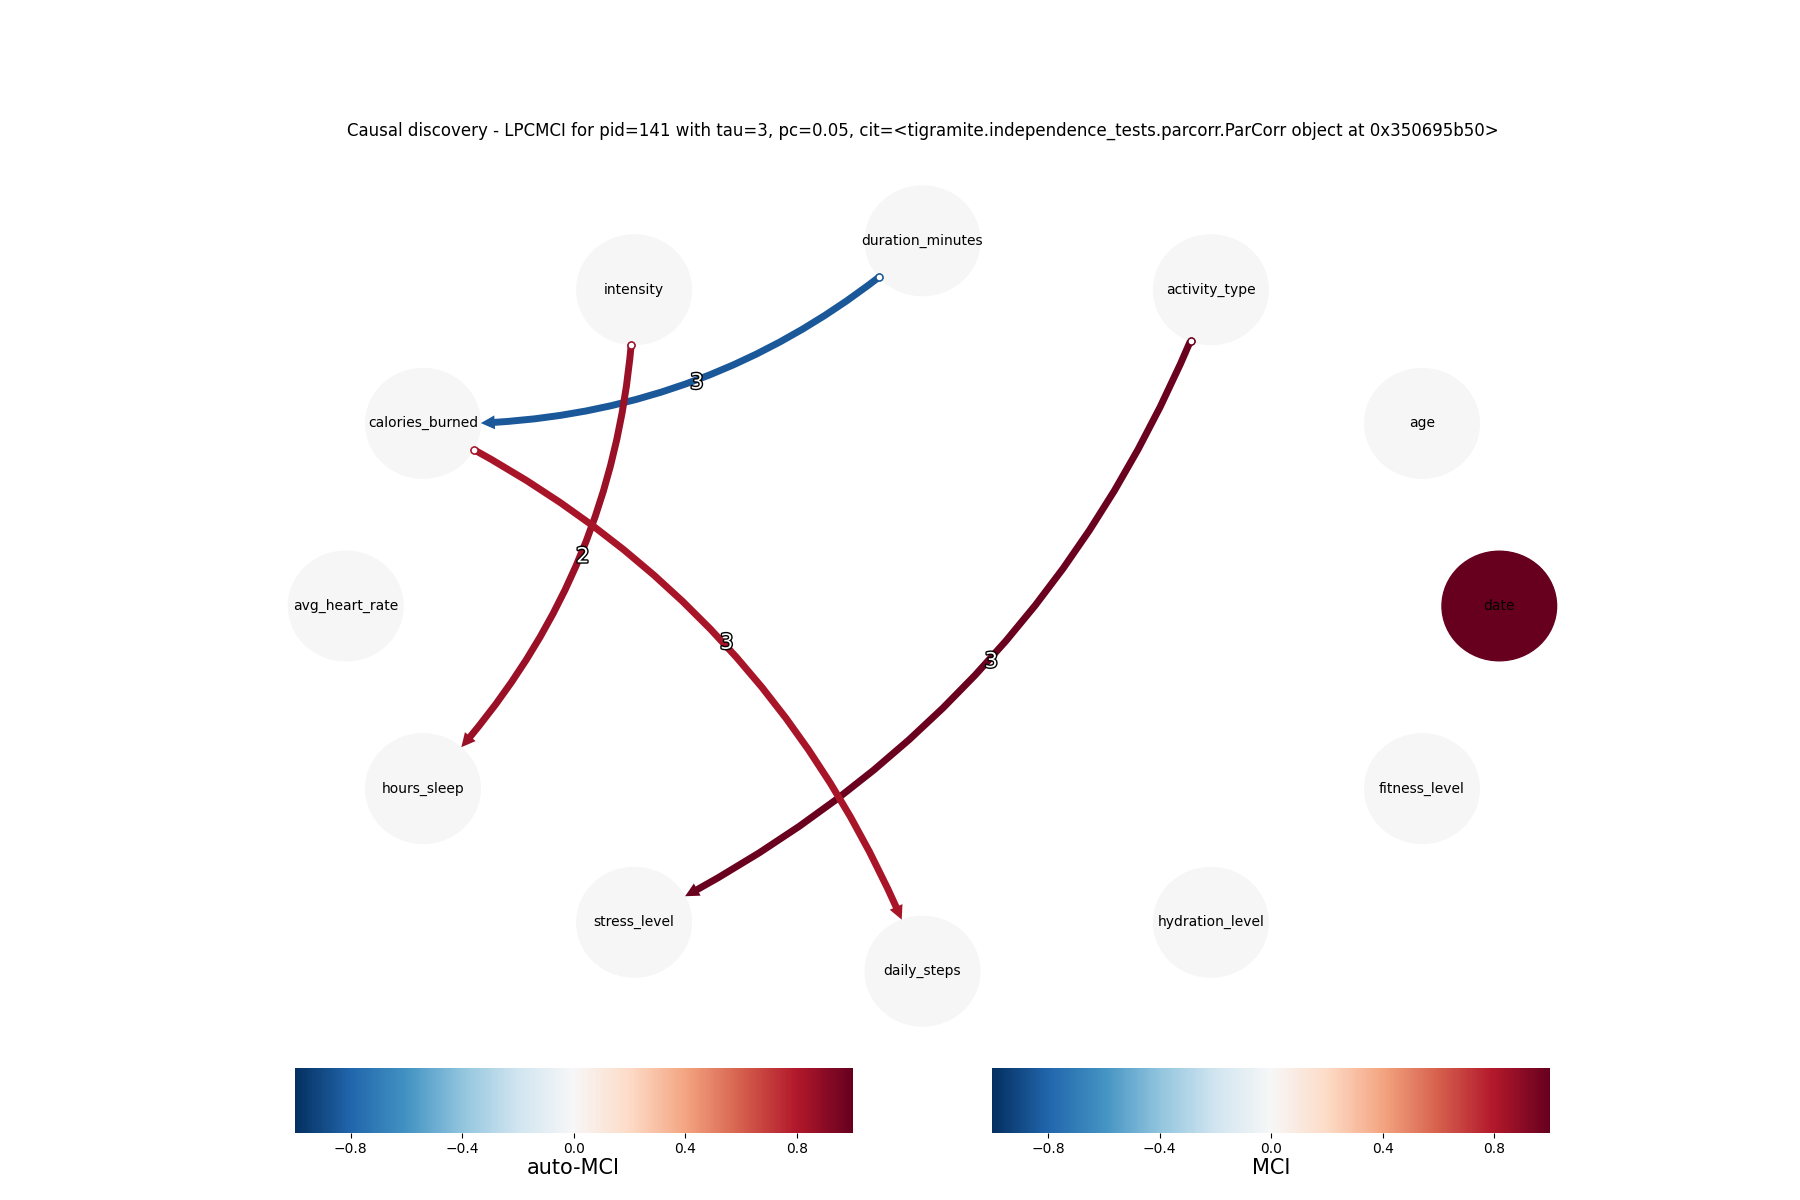 Causal discovery - LPCMCI for pid=141 with tau=3, pc=0.05, cit=<tigramite.independence_tests.parcorr.ParCorr object at 0x350695b50>
duration_minutes
intensity
activity_type
3
calories_burned
age
2
avg_heart_rate
date
3
3
hours_sleep
fitness_level
stress_level
hydration_level
daily_steps
−0.8 −0.4 0.0 0.4 0.8
auto-MCI
−0.8 −0.4 0.0 0.4 0.8
MCI